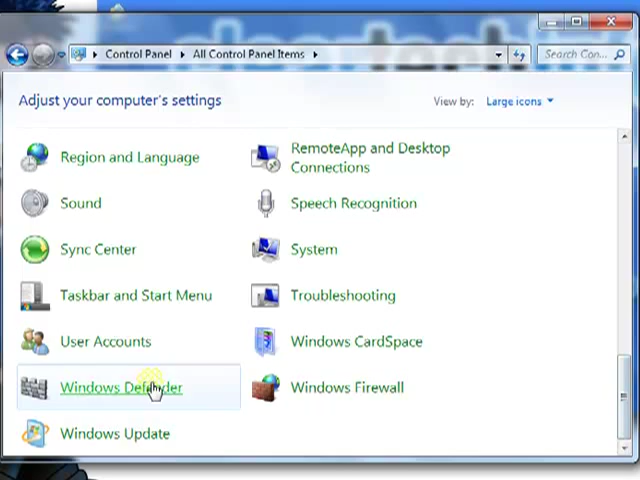 Control Panel
All Control Panel Items
Search Con...
Adjust your computer's settings
View by:
Large icons
Region and Language
RemoteApp and Desktop
Connections
Sound
Speech Recognition
Sync Center
System
Taskbar and Start Menu
Troubleshooting
User Accounts
Windows CardSpace
Windows Defender
Windows Firewall
Windows Update